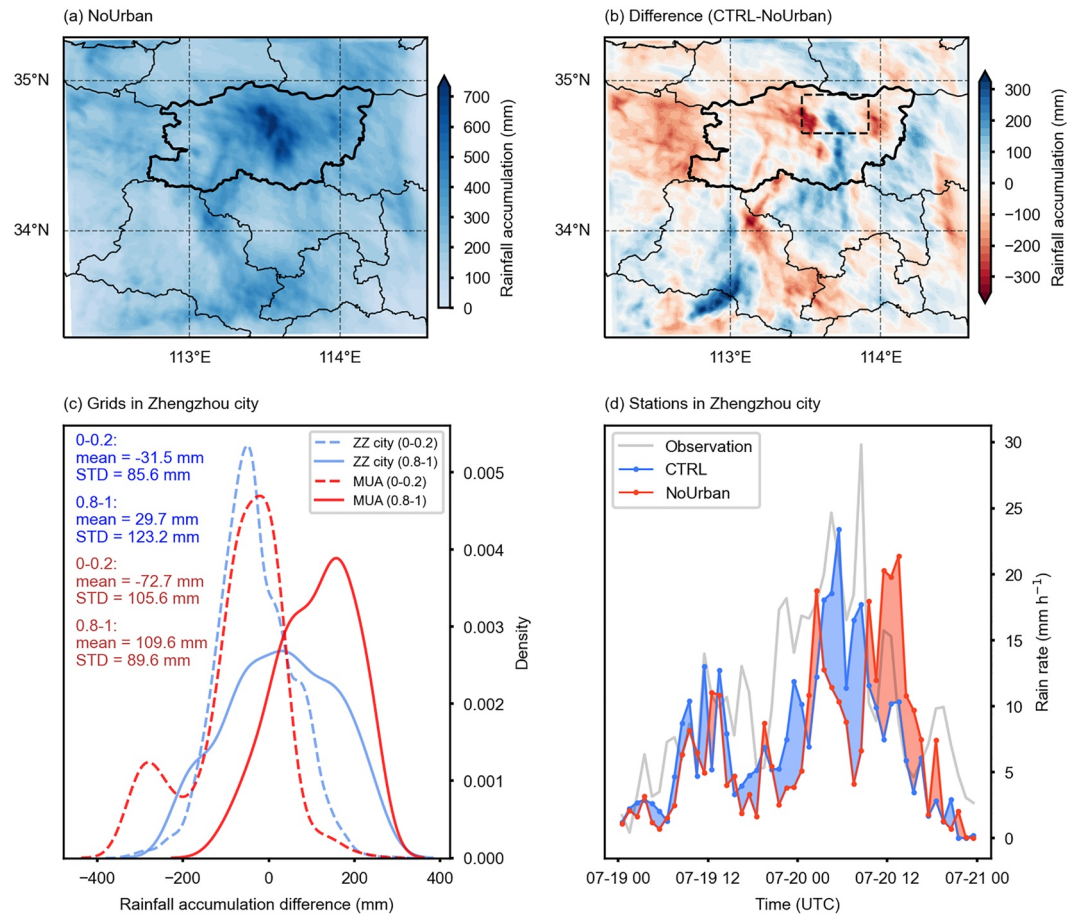 (a) NoUrban
35°N
34°N
113°E
114°E
700
600
500
400
300
200
100
0
Rainfall accumulation (mm)
(b) Difference (CTRL-NoUrban)
35°N
34°N
113°E
114°E
300
200
100
0
−100
−200
−300
Rainfall accumulation (mm)
(c) Grids in Zhengzhou city
0-0.2:
mean = -31.5 mm
STD = 85.6 mm
0.8-1:
mean = 29.7 mm
STD = 123.2 mm
0-0.2:
mean = -72.7 mm
STD = 105.6 mm
0.8-1:
mean = 109.6 mm
STD = 89.6 mm
ZZ city (0-0.2)
ZZ city (0.8-1)
MUA (0-0.2)
MUA (0.8-1)
0.005
0.004
0.003
0.002
0.001
0.000
Density
−400
−200
0
200
400
Rainfall accumulation difference (mm)
(d) Stations in Zhengzhou city
Observation
CTRL
NoUrban
30
25
20
15
10
5
0
Rain rate (mm h⁻¹)
07-19 00
07-19 12
07-20 00
07-20 12
07-21 00
Time (UTC)